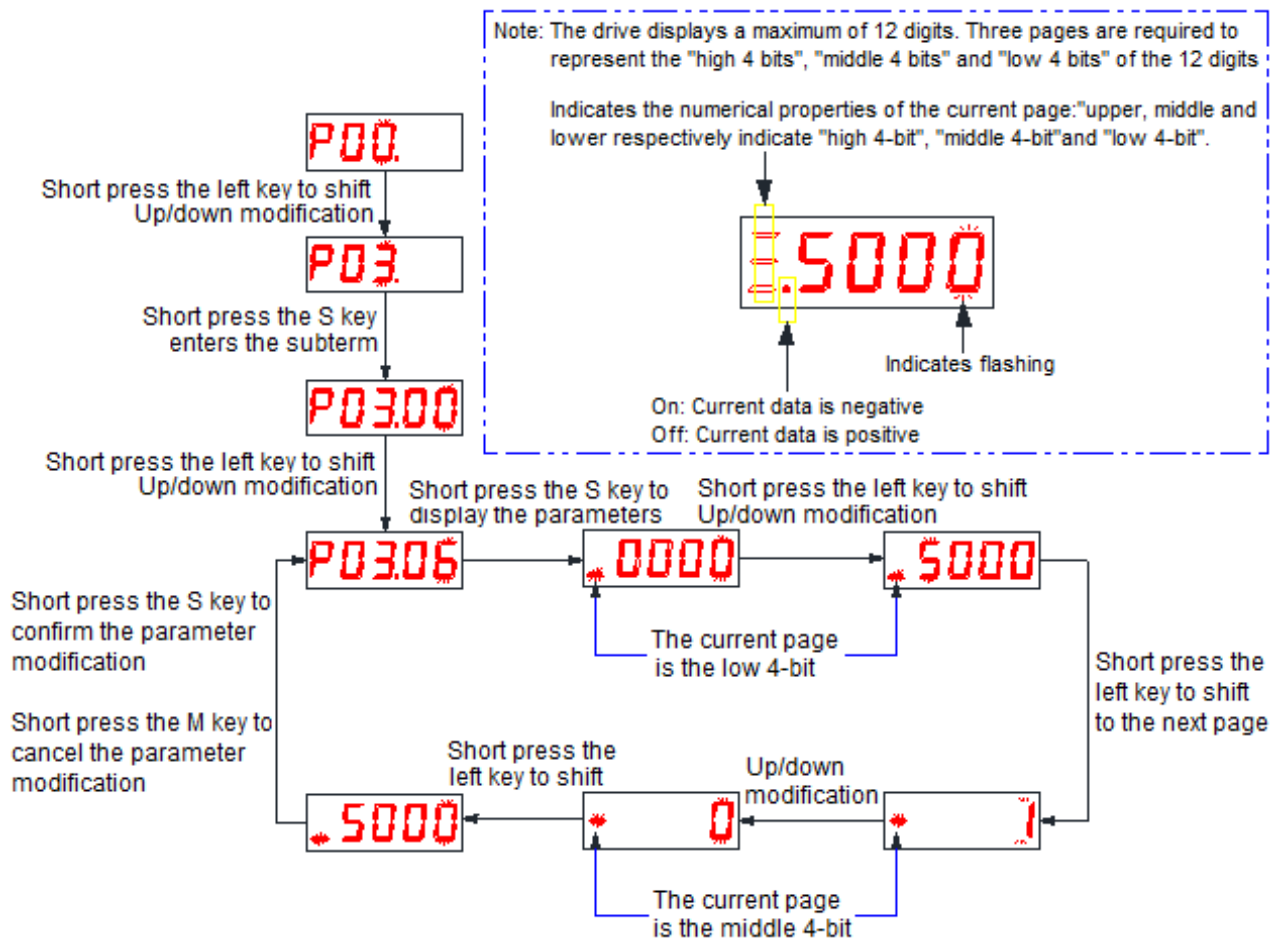 Note: The drive displays a maximum of 12 digits. Three pages are required to
represent the "high 4 bits", "middle 4 bits" and "low 4 bits" of the 12 digits
Indicates the numerical properties of the current page:"upper, middle and
lower respectively indicate "high 4-bit", "middle 4-bit"and "low 4-bit".
.5000
Indicates flashing
On: Current data is negative
Off: Current data is positive
P00.
Short press the left key to shift
Up/down modification
P03.
Short press the S key
enters the subterm
P03.00
Short press the left key to shift
Up/down modification
P03.06
Short press the S key to
display the parameters
0000
Short press the left key to shift
Up/down modification
5000
The current page
is the low 4-bit
Short press the
left key to shift
to the next page
1
Up/down
modification
0
The current page
is the middle 4-bit
Short press the
left key to shift
5000
Short press the S key to
confirm the parameter
modification
Short press the M key to
cancel the parameter
modification